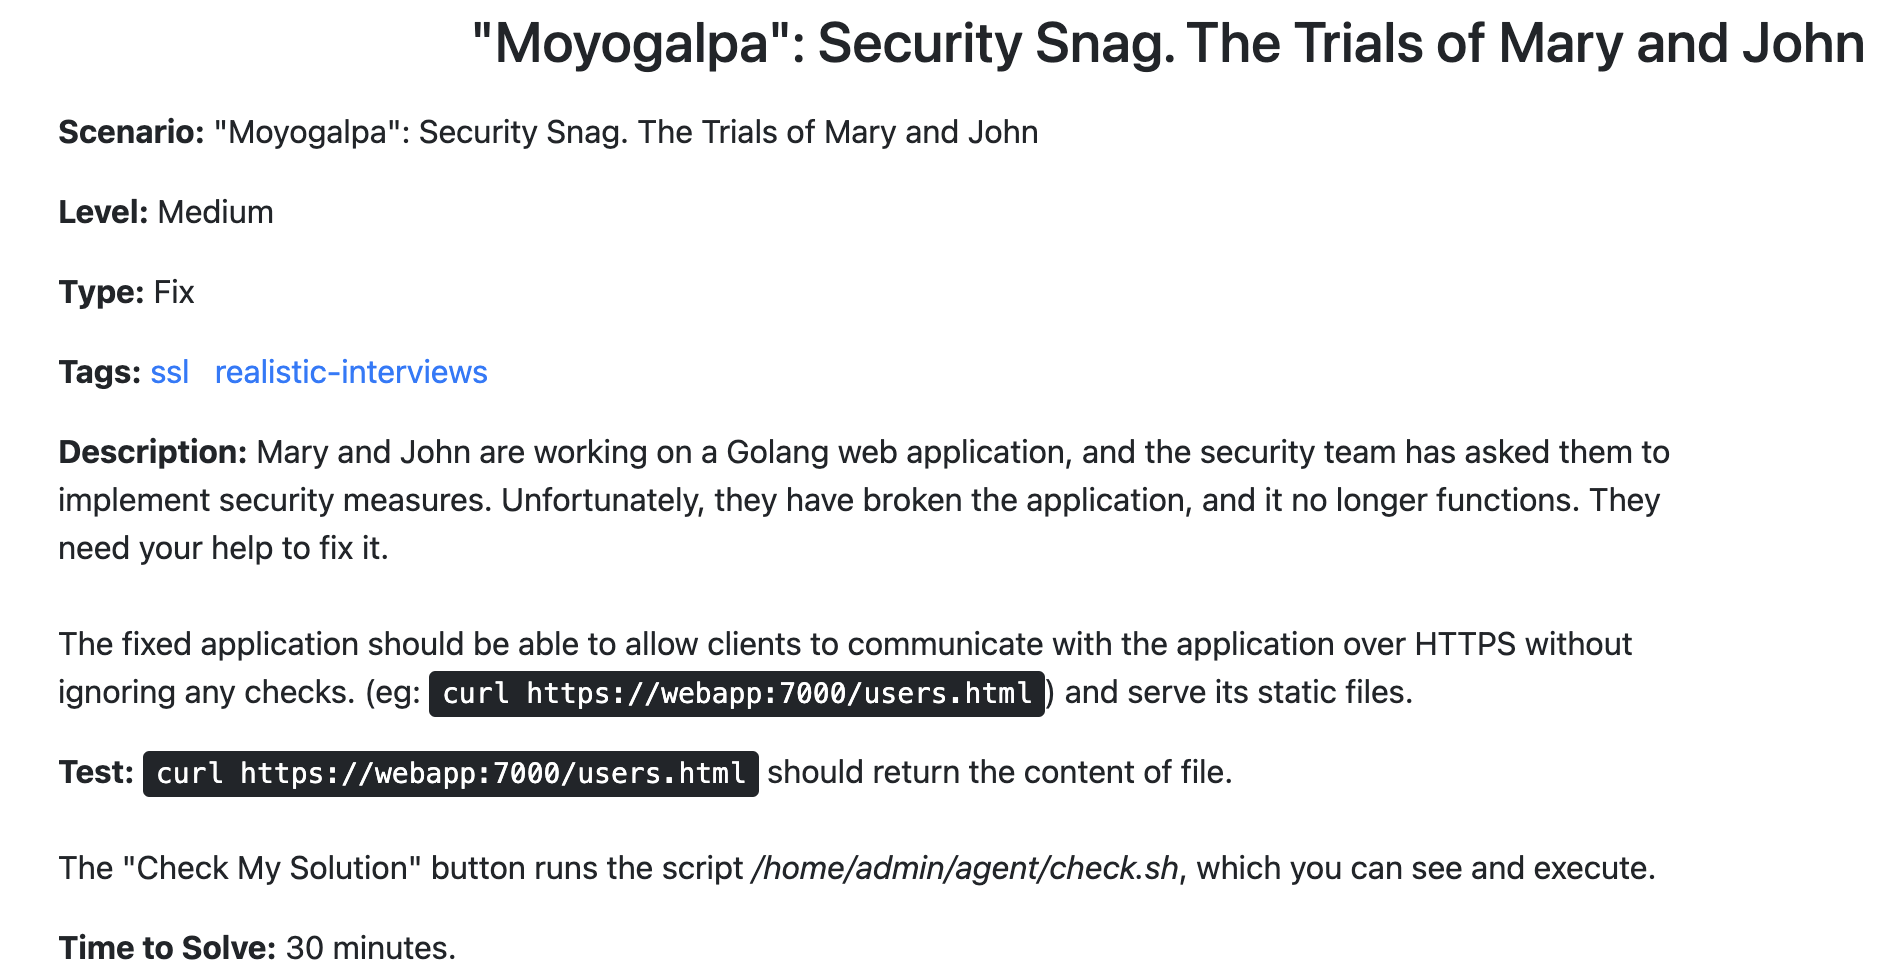 "Moyogalpa": Security Snag. The Trials of Mary and John
Scenario: "Moyogalpa": Security Snag. The Trials of Mary and John
Level: Medium
Type: Fix
Tags: ssl realistic-interviews
Description: Mary and John are working on a Golang web application, and the security team has asked them to
implement security measures. Unfortunately, they have broken the application, and it no longer functions. They
need your help to fix it.
The fixed application should be able to allow clients to communicate with the application over HTTPS without
ignoring any checks. (eg: curl https://webapp:7000/users.html) and serve its static files.
Test: curl https://webapp:7000/users.html should return the content of file.
The "Check My Solution" button runs the script /home/admin/agent/check.sh, which you can see and execute.
Time to Solve: 30 minutes.